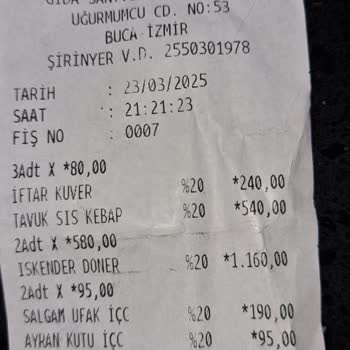 UĞURMUMCU CD. NO:53
BUCA-İZMİR
ŞİRİNYER V.D. 2550301978
TARİH : 23/03/2025
SAAT : 21:21:23
FİŞ NO : 0007
3Adt X *80,00
İFTAR KUVER %20 *240,00
TAVUK SIS KEBAP %20 *540,00
2Adt X *580,00
ISKENDER DONER %20 *1.160,00
2Adt X *95,00
SALGAM UFAK İÇC %20 *190,00
AYRAN KUTU İÇC %20 *95,00